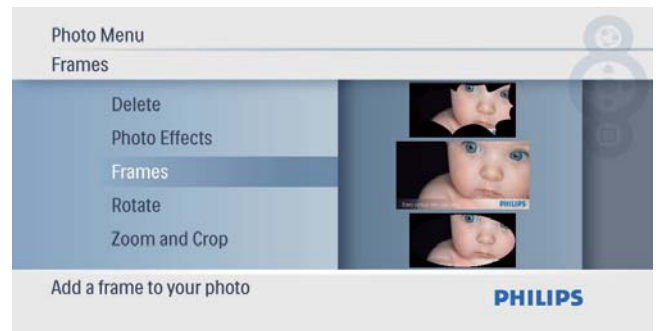 Photo Menu
Frames
Delete
Photo Effects
Frames
Rotate
Zoom and Crop
PHILIPS
Add a frame to your photo
PHILIPS